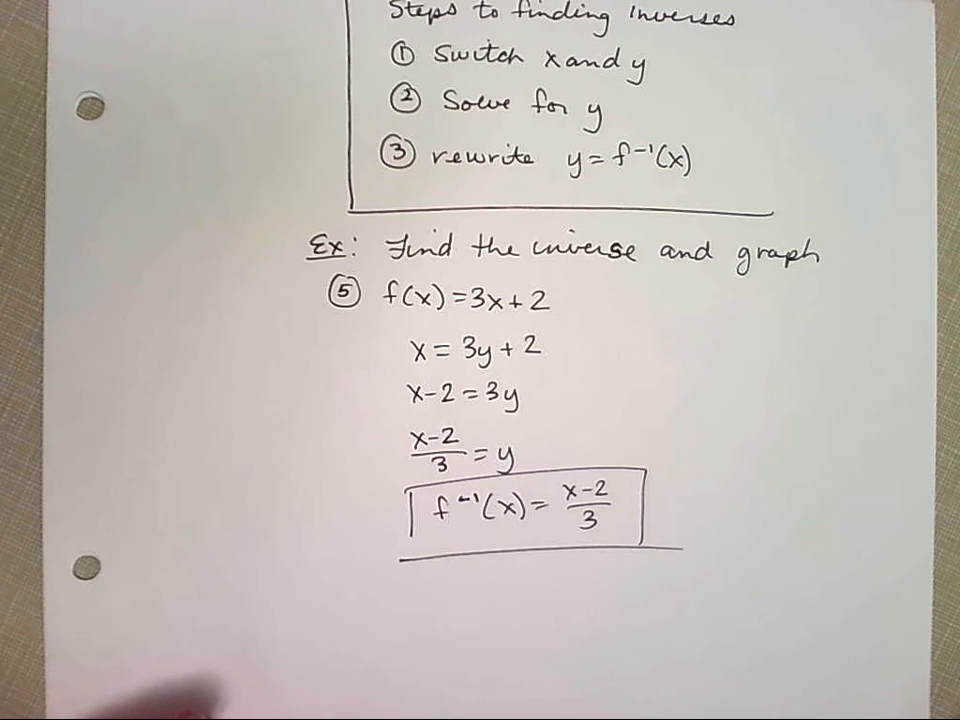 Steps to finding inverses
① Switch x and y
② Solve for y
③ rewrite y = f⁻¹(x)
Ex: Find the inverse and graph
⑤ f(x) = 3x + 2
x = 3y + 2
x - 2 = 3y
(x-2)/3 = y
f⁻¹(x) = (x-2)/3